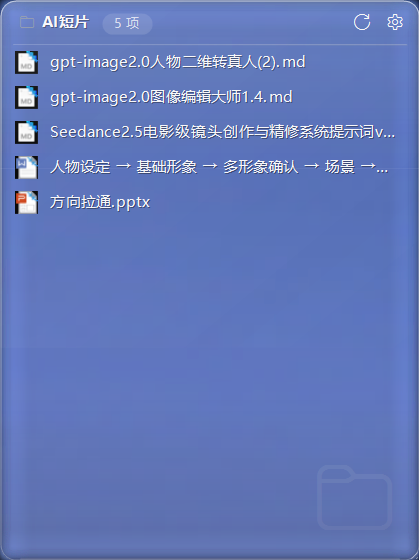 AI短片 5 项
gpt-image2.0人物二维转真人(2).md
gpt-image2.0图像编辑大师1.4.md
Seedance2.5电影级镜头创作与精修系统提示词v...
人物设定 → 基础形象 → 多形象确认 → 场景 →...
方向拉通.pptx